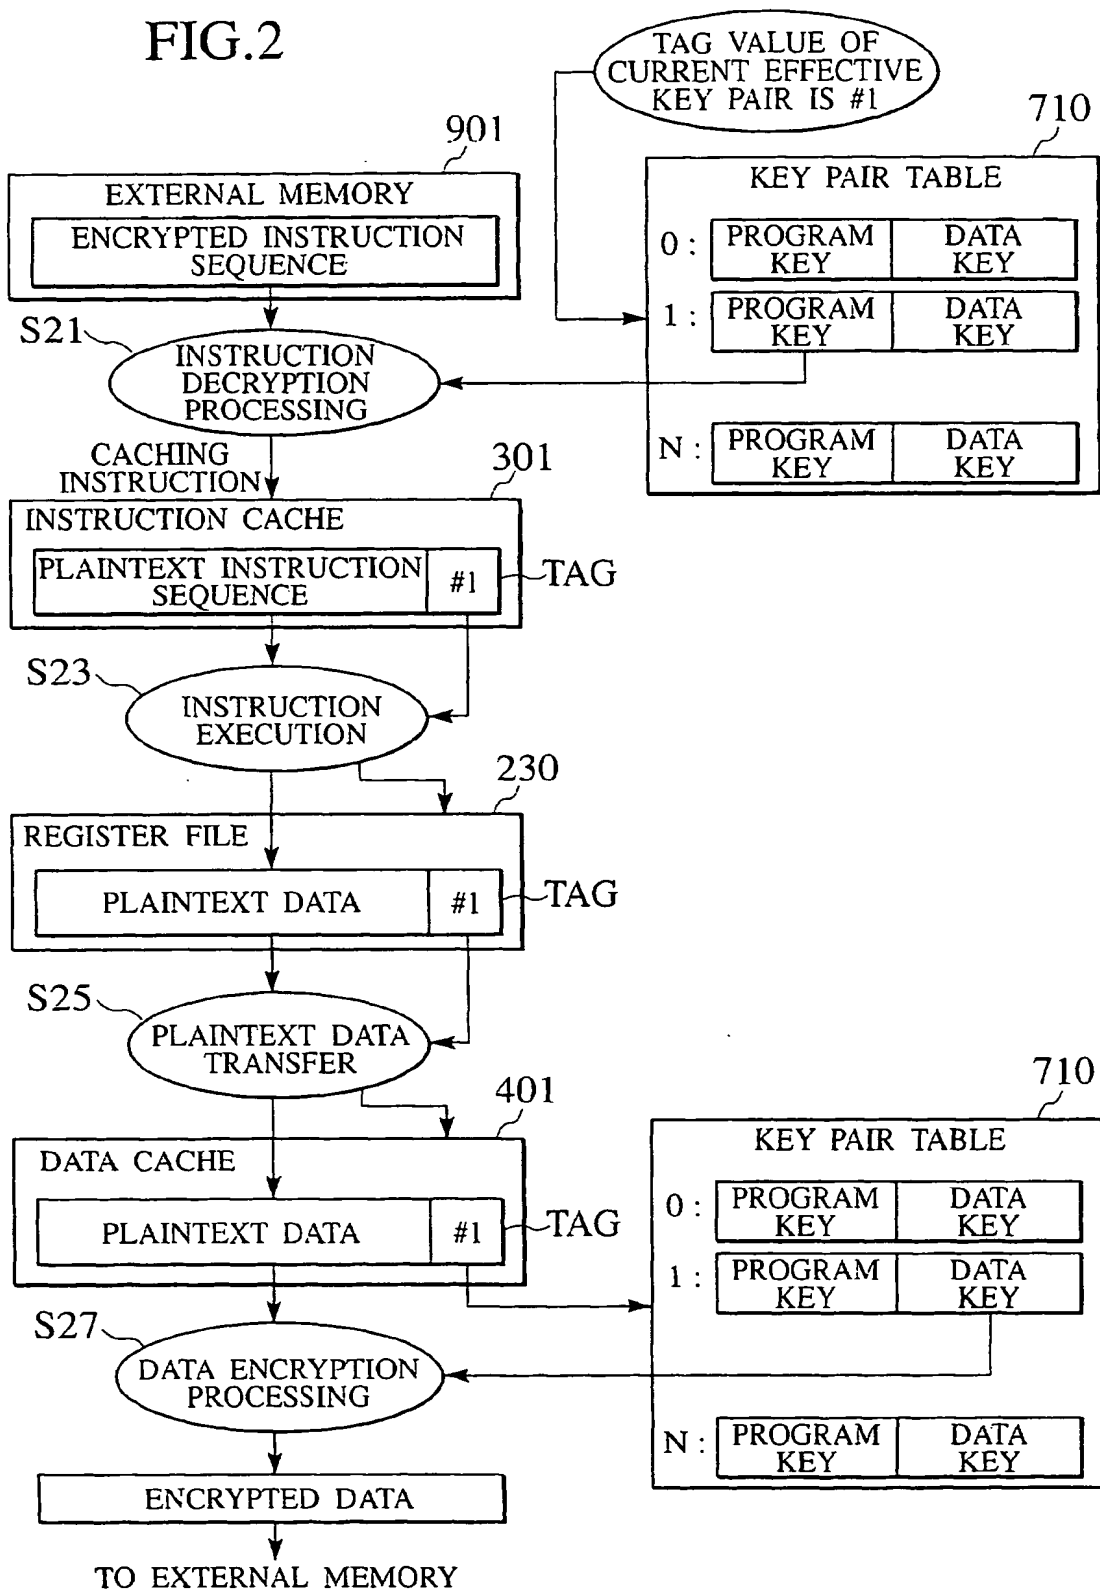 FIG.2
TAG VALUE OF
CURRENT EFFECTIVE
KEY PAIR IS #1
901
710
EXTERNAL MEMORY
ENCRYPTED INSTRUCTION
SEQUENCE
KEY PAIR TABLE
0 : PROGRAM KEY DATA KEY
1 : PROGRAM KEY DATA KEY
N : PROGRAM KEY DATA KEY
S21
INSTRUCTION
DECRYPTION
PROCESSING
CACHING
INSTRUCTION
301
INSTRUCTION CACHE
PLAINTEXT INSTRUCTION
SEQUENCE
#1
TAG
S23
INSTRUCTION
EXECUTION
230
REGISTER FILE
PLAINTEXT DATA #1 TAG
S25
PLAINTEXT DATA
TRANSFER
401
710
DATA CACHE
PLAINTEXT DATA #1 TAG
KEY PAIR TABLE
0 : PROGRAM KEY DATA KEY
1 : PROGRAM KEY DATA KEY
N : PROGRAM KEY DATA KEY
S27
DATA ENCRYPTION
PROCESSING
ENCRYPTED DATA
TO EXTERNAL MEMORY